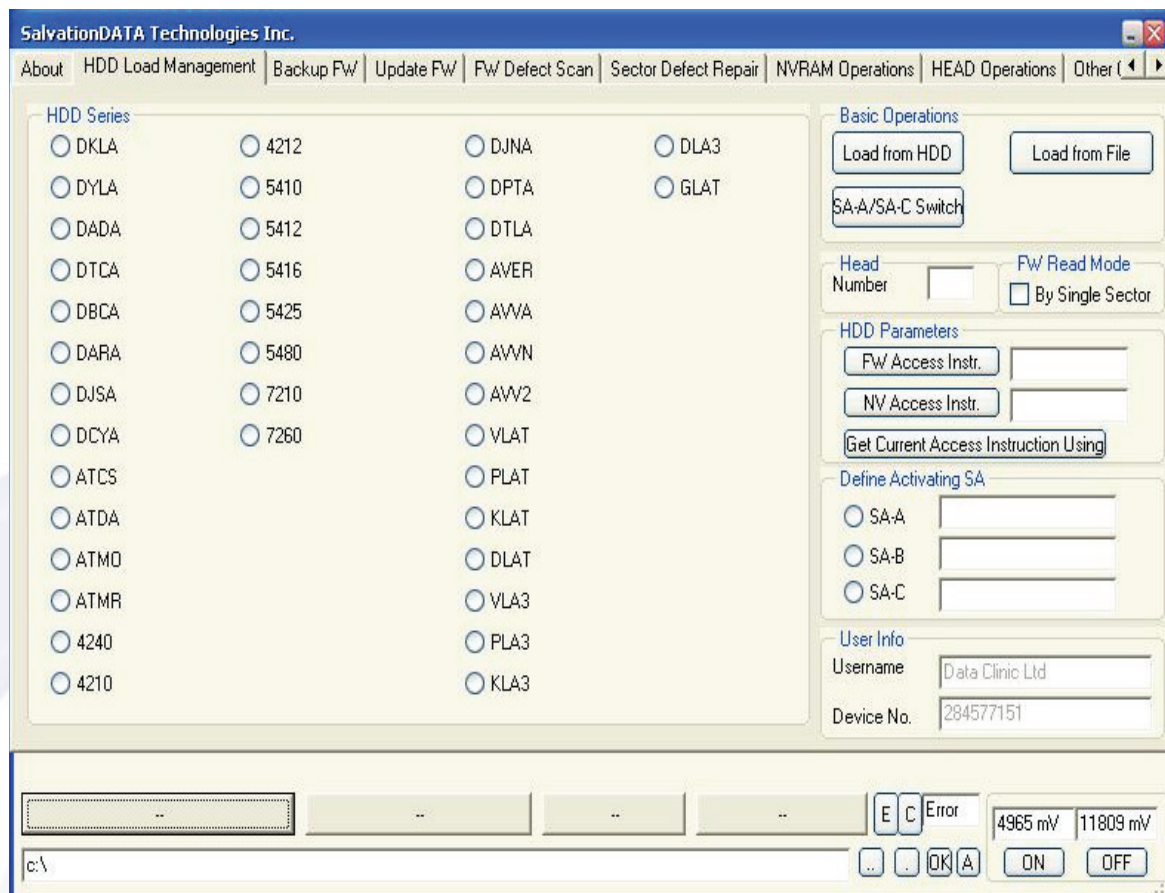 SalvationDATA Technologies Inc.
About HDD Load Management Backup FW Update FW FW Defect Scan Sector Defect Repair NVRAM Operations HEAD Operations Other
HDD Series
DKLA 4212 DJNA DLA3
DYLA 5410 DPTA GLAT
DADA 5412 DTLA
DTCA 5416 AVER
DBCA 5425 AVVA
DARA 5480 AVVN
DJSA 7210 AVV2
DCYA 7260 VLAT
ATCS PLAT
ATDA KLAT
ATMO DLAT
ATMR VLA3
4240 PLA3
4210 KLA3
Basic Operations
Load from HDD Load from File
SA-A/SA-C Switch
Head FW Read Mode
Number By Single Sector
HDD Parameters
FW Access Instr.
NV Access Instr.
Get Current Access Instruction Using
Define Activating SA
SA-A
SA-B
SA-C
User Info
Username Data Clinic Ltd
Device No. 284577151
-- -- -- -- E C Error 4965 mV 11809 mV
c:\ .. . OK A ON OFF